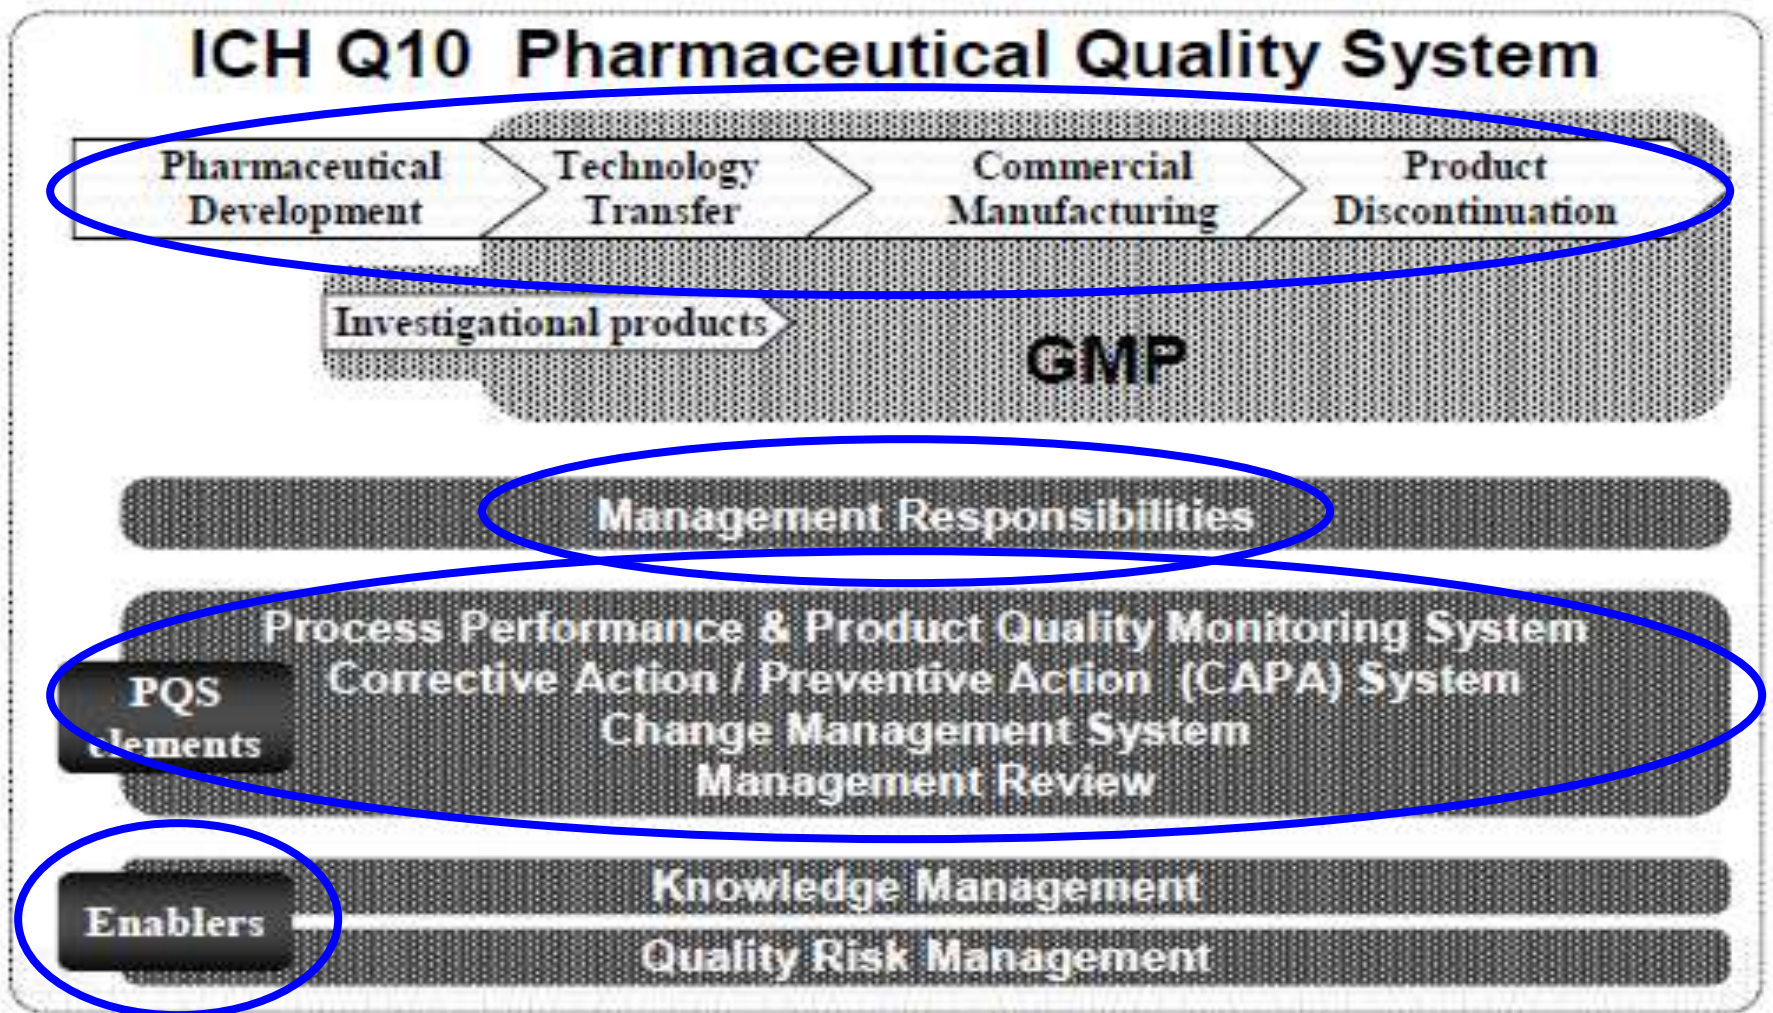 ICH Q10 Pharmaceutical Quality System
Pharmaceutical
Development
Technology
Transfer
Commercial
Manufacturing
Product
Discontinuation
Investigational products
GMP
Management Responsibilities
PQS
elements
Process Performance & Product Quality Monitoring System
Corrective Action / Preventive Action (CAPA) System
Change Management System
Management Review
Enablers
Knowledge Management
Quality Risk Management